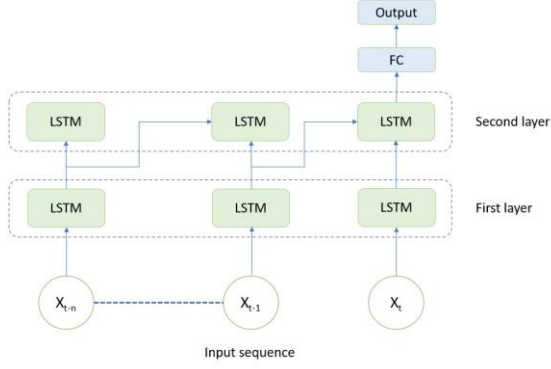 Output
FC
LSTM LSTM LSTM Second layer
LSTM LSTM LSTM First layer
Xt-n Xt-1 Xt
Input sequence